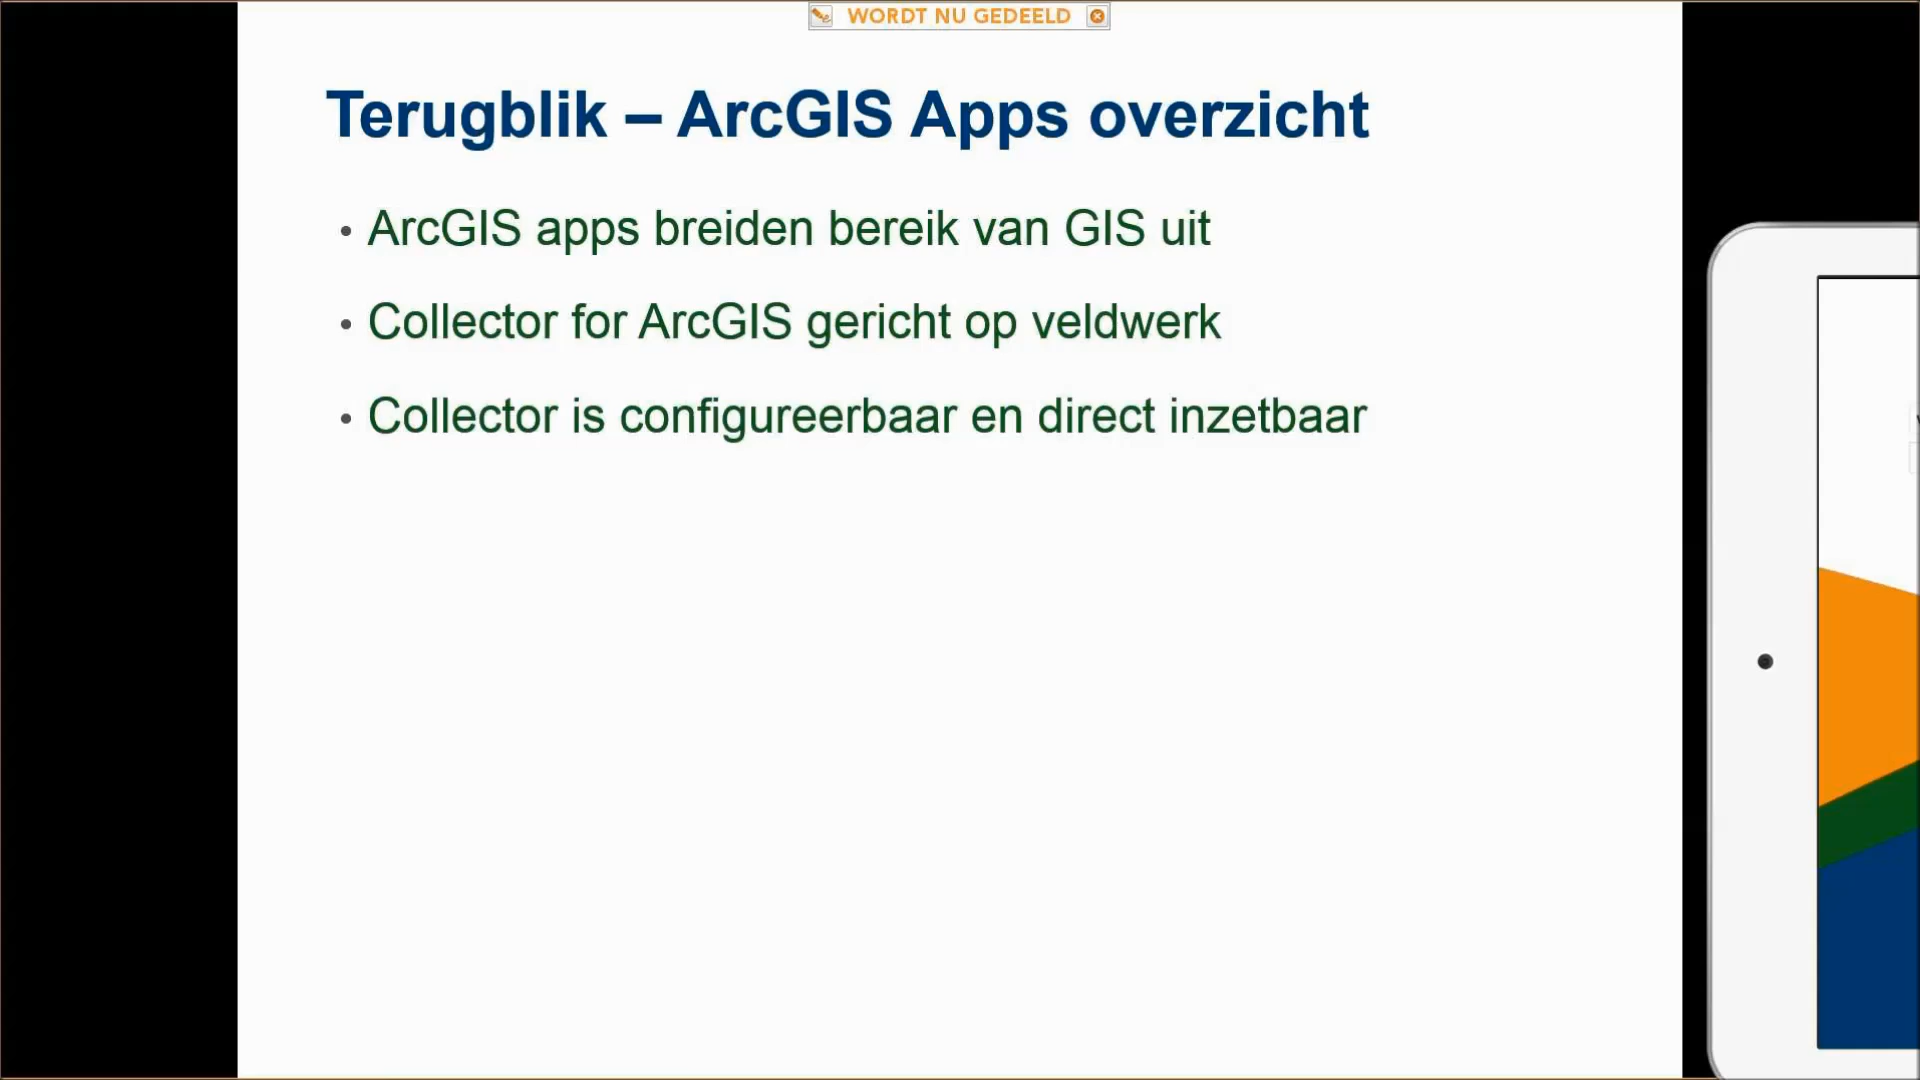 WORDT NU GEDEELD
Terugblik – ArcGIS Apps overzicht
• ArcGIS apps breiden bereik van GIS uit
• Collector for ArcGIS gericht op veldwerk
• Collector is configureerbaar en direct inzetbaar